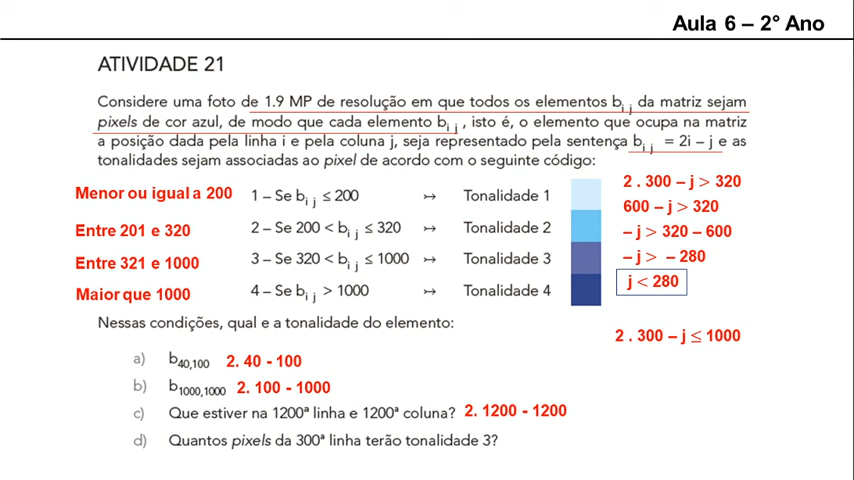 Aula 6 – 2° Ano
ATIVIDADE 21
Considere uma foto de 1.9 MP de resolução em que todos os elementos b i j da matriz sejam
pixels de cor azul, de modo que cada elemento b i j , isto é, o elemento que ocupa na matriz
a posição dada pela linha i e pela coluna j, seja representado pela sentença b i j = 2i – j e as
tonalidades sejam associadas ao pixel de acordo com o seguinte código:
Menor ou igual a 200 1 – Se b i j ≤ 200 ↦ Tonalidade 1 2 . 300 – j > 320
600 – j > 320
Entre 201 e 320 2 – Se 200 < b i j ≤ 320 ↦ Tonalidade 2 – j > 320 – 600
Entre 321 e 1000 3 – Se 320 < b i j ≤ 1000 ↦ Tonalidade 3 – j > – 280
Maior que 1000 4 – Se b i j > 1000 ↦ Tonalidade 4 j < 280
Nessas condições, qual e a tonalidade do elemento:
2 . 300 – j ≤ 1000
a) b40,100 2. 40 - 100
b) b1000,1000 2. 100 - 1000
c) Que estiver na 1200ª linha e 1200ª coluna? 2. 1200 - 1200
d) Quantos pixels da 300ª linha terão tonalidade 3?